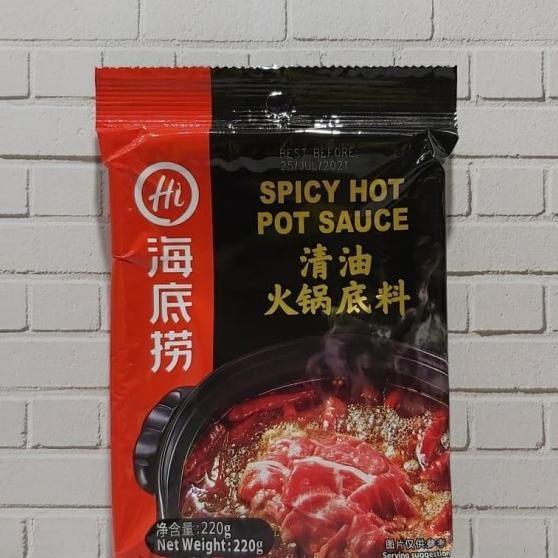 BEST BEFORE
25/JUL/2021
Hi
海底捞
SPICY HOT
POT SAUCE
清油
火锅底料
净含量:220g
Net Weight:220g
图片仅供参考
Serving suggestion